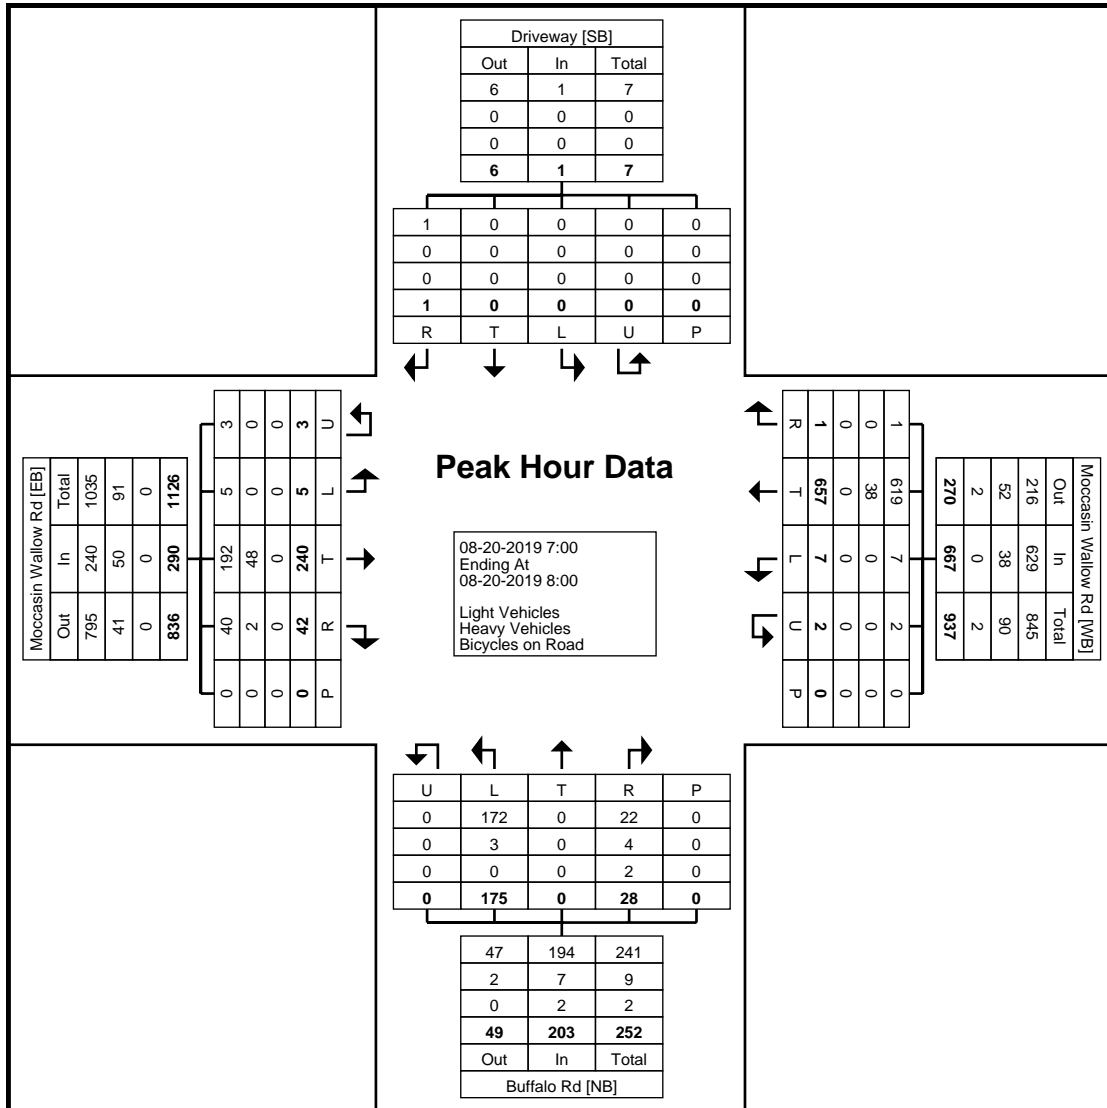 Driveway [SB]
Out In Total
6 1 7
0 0 0
0 0 0
6 1 7
1 0 0 0 0
0 0 0 0 0
0 0 0 0 0
1 0 0 0 0
R T L U P
Moccasin Wallow Rd [EB]
Total 1035 91 0 1126
In 240 50 0 290
Out 795 41 0 836
3 0 0 3 U
5 0 0 5 L
192 48 0 240 T
40 2 0 42 R
0 0 0 0 P
Peak Hour Data
08-20-2019 7:00
Ending At
08-20-2019 8:00
Light Vehicles
Heavy Vehicles
Bicycles on Road
R 1 0 0 1
T 657 0 38 619
L 7 0 0 7
U 2 0 0 2
P 0 0 0 0
270 2 52 216 Out
667 0 38 629 In
937 2 90 845 Total
Moccasin Wallow Rd [WB]
U L T R P
0 172 0 22 0
0 3 0 4 0
0 0 0 2 0
0 175 0 28 0
47 194 241
2 7 9
0 2 2
49 203 252
Out In Total
Buffalo Rd [NB]